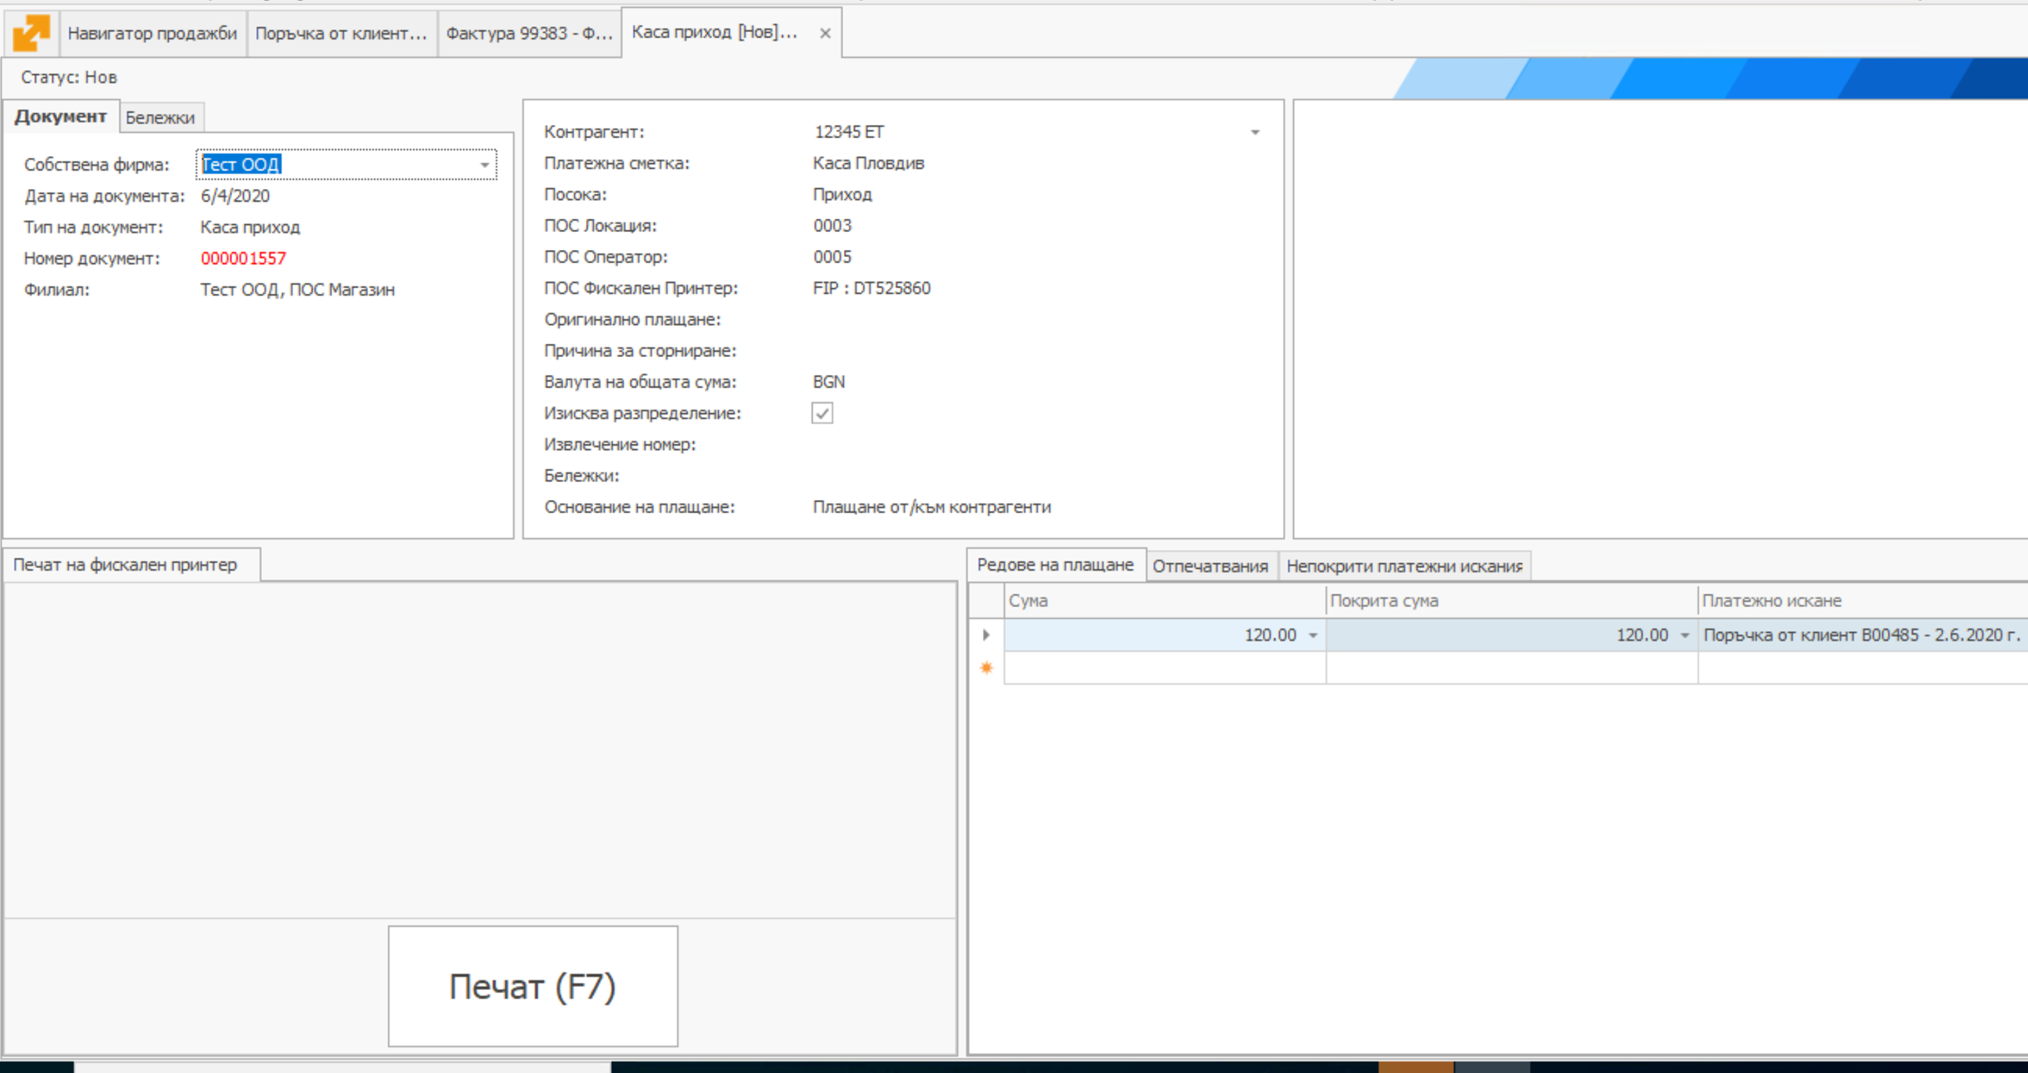 Навигатор продажби
Поръчка от клиент...
Фактура 99383 - Ф...
Каса приход [Нов]...
Статус: Нов
Документ
Бележки
Собствена фирма: Тест ООД
Дата на документа: 6/4/2020
Тип на документ: Каса приход
Номер документ: 000001557
Филиал: Тест ООД, ПОС Магазин
Контрагент: 12345 ЕТ
Платежна сметка: Каса Пловдив
Посока: Приход
ПОС Локация: 0003
ПОС Оператор: 0005
ПОС Фискален Принтер: FIP : DT525860
Оригинално плащане:
Причина за сторниране:
Валута на общата сума: BGN
Изисква разпределение:
Извлечение номер:
Бележки:
Основание на плащане: Плащане от/към контрагенти
Печат на фискален принтер
Печат (F7)
Редове на плащане
Отпечатвания
Непокрити платежни искания
Сума Покрита сума Платежно искане
120.00 120.00 Поръчка от клиент B00485 - 2.6.2020 г.